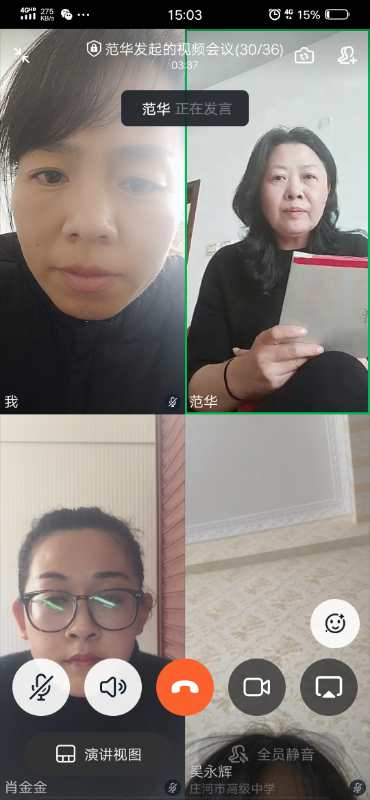 4G HD 275 KB/s ... 15:03 4G 15%
范华发起的视频会议(30/36)
03:37
范华 正在发言
我
范华
演讲视图
全员静音
肖金金
吴永辉
庄河市高级中学